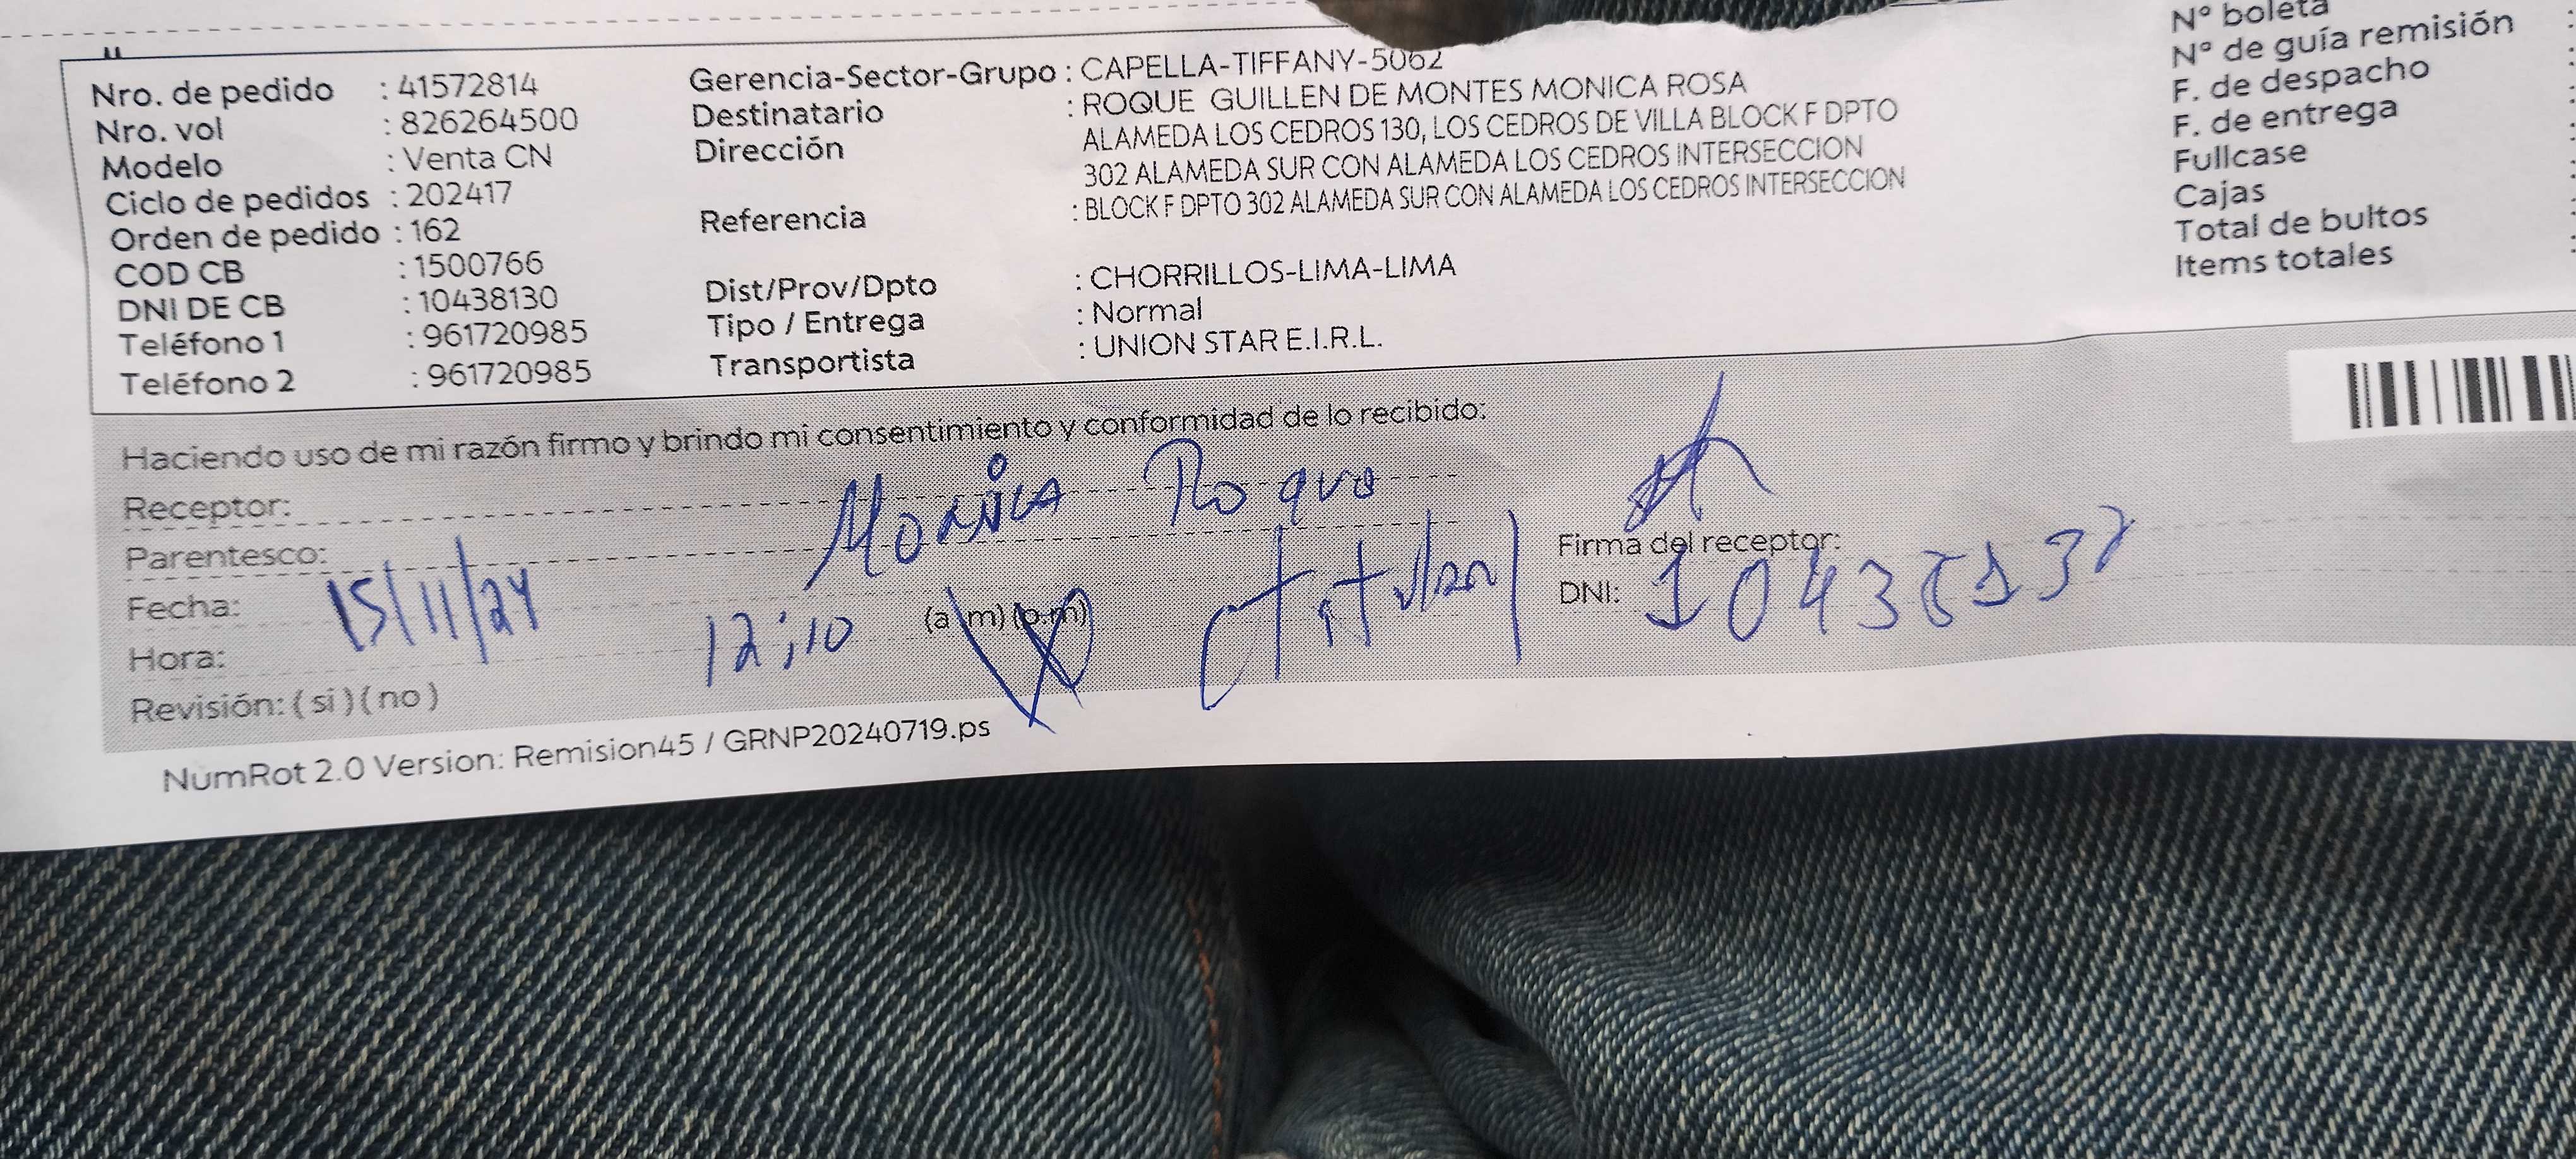 Nro. de pedido : 41572814
Nro. vol : 826264500
Modelo : Venta CN
Ciclo de pedidos : 202417
Orden de pedido : 162
COD CB : 1500766
DNI DE CB : 10438130
Teléfono 1 : 961720985
Teléfono 2 : 961720985
Gerencia-Sector-Grupo : CAPELLA-TIFFANY-5062
Destinatario : ROQUE GUILLEN DE MONTES MONICA ROSA
Dirección ALAMEDA LOS CEDROS 130, LOS CEDROS DE VILLA BLOCK F DPTO
302 ALAMEDA SUR CON ALAMEDA LOS CEDROS INTERSECCION
Referencia : BLOCK F DPTO 302 ALAMEDA SUR CON ALAMEDA LOS CEDROS INTERSECCION
Dist/Prov/Dpto : CHORRILLOS-LIMA-LIMA
Tipo / Entrega : Normal
Transportista : UNION STAR E.I.R.L.
N° boleta
N° de guía remisión
F. de despacho
F. de entrega
Fullcase
Cajas
Total de bultos
Items totales
Haciendo uso de mi razón firmo y brindo mi consentimiento y conformidad de lo recibido:
Receptor: Monica Roque
Parentesco:
Fecha: 15/11/24
Hora: 12:10 (a.m) (p.m)
Revisión: ( si ) ( no )
Firma del receptor:
DNI:
NumRot 2.0 Version: Remision45 / GRNP20240719.ps